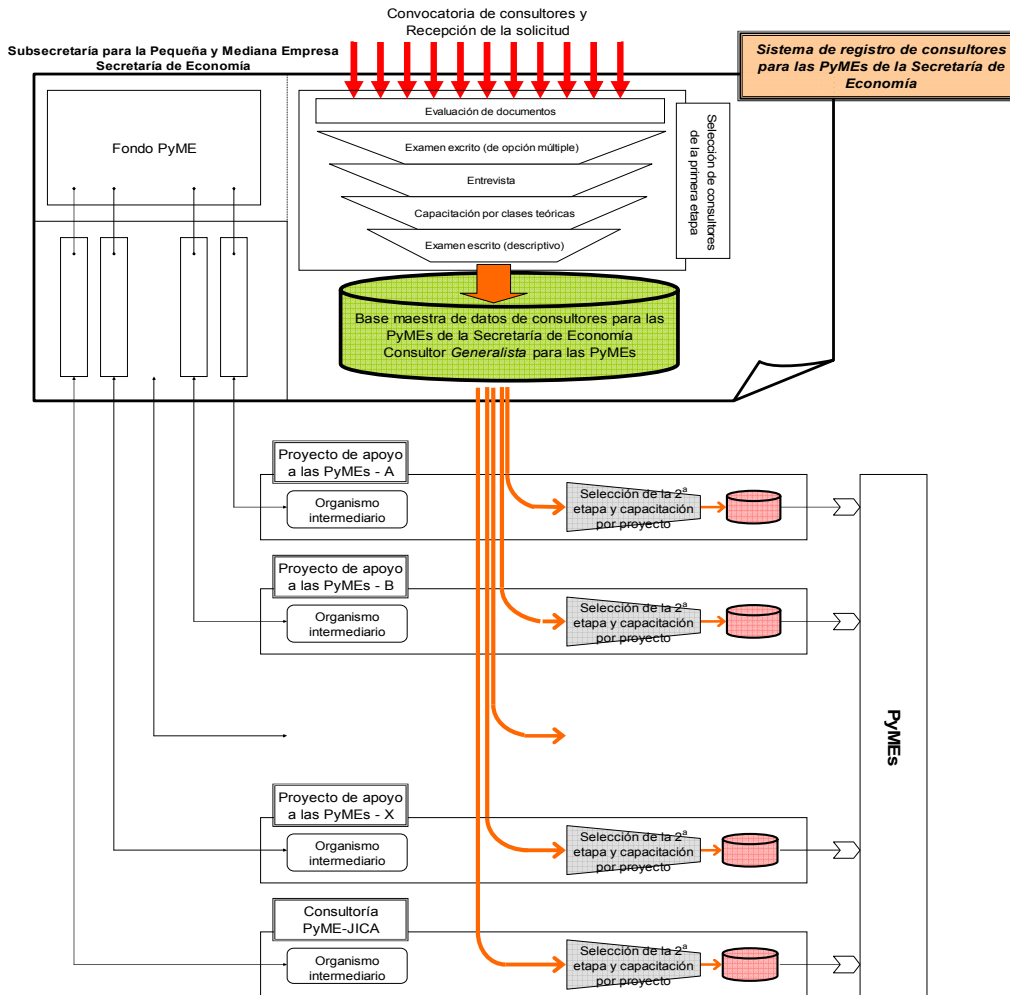 Convocatoria de consultores y
Recepción de la solicitud
Subsecretaría para la Pequeña y Mediana Empresa
Secretaría de Economía
Sistema de registro de consultores
para las PyMEs de la Secretaría de
Economía
Fondo PyME
Evaluación de documentos
Examen excrito (de opción múltiple)
Entrevista
Capacitación por clases teóricas
Examen escrito (descriptivo)
Selección de consultores
de la primera etapa
Base maestra de datos de consultores para las
PyMEs de la Secretaría de Economía
Consultor Generalista para las PyMEs
Proyecto de apoyo
a las PyMEs - A
Organismo
intermediario
Selección de la 2ª
etapa y capacitación
por proyecto
Proyecto de apoyo
a las PyMEs - B
Organismo
intermediario
Selección de la 2ª
etapa y capacitación
por proyecto
PyMEs
Proyecto de apoyo
a las PyMEs - X
Organismo
intermediario
Selección de la 2ª
etapa y capacitación
por proyecto
Consultoría
PyME-JICA
Organismo
intermediario
Selección de la 2ª
etapa y capacitación
por proyecto